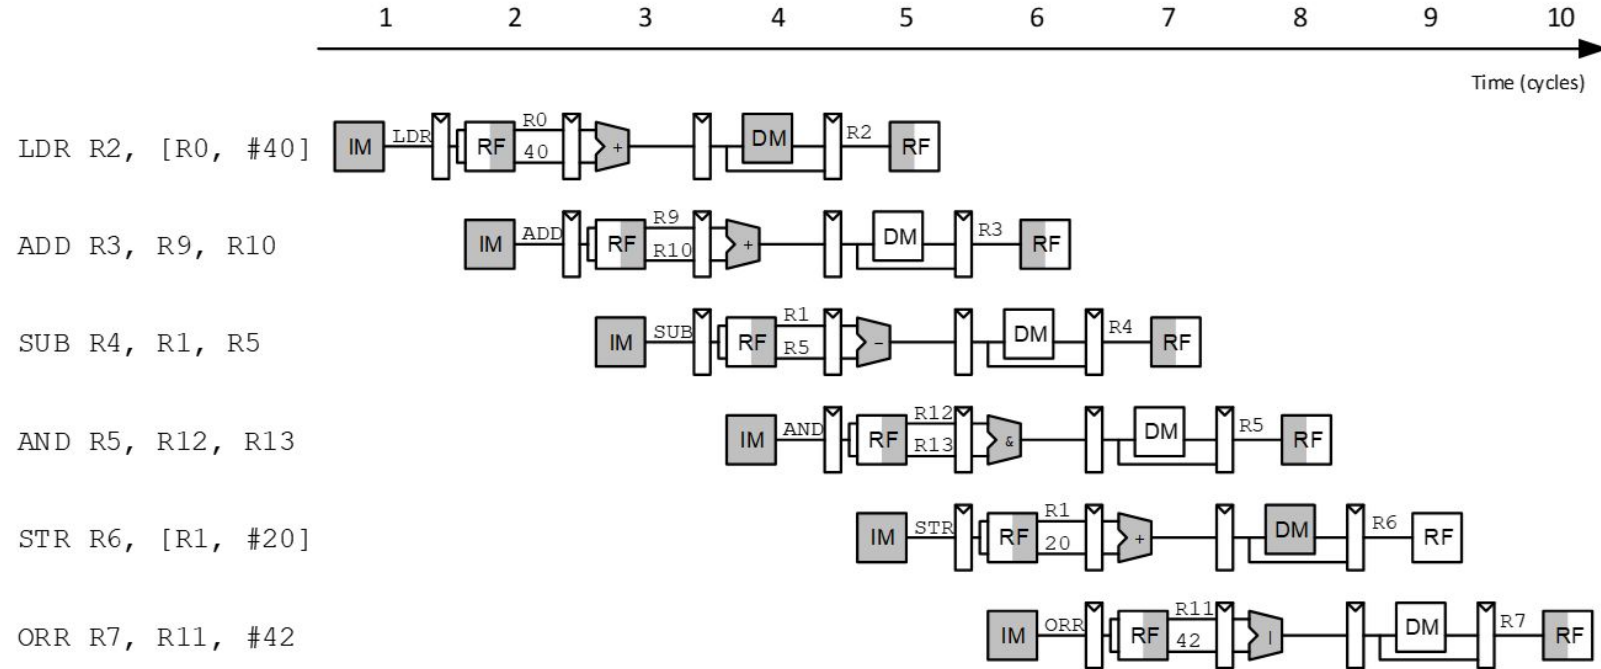 1 2 3 4 5 6 7 8 9 10
Time (cycles)
LDR R2, [R0, #40] IM LDR RF R0 40 + DM R2 RF
ADD R3, R9, R10 IM ADD RF R9 R10 + DM R3 RF
SUB R4, R1, R5 IM SUB RF R1 R5 - DM R4 RF
AND R5, R12, R13 IM AND RF R12 R13 & DM R5 RF
STR R6, [R1, #20] IM STR RF R1 20 + DM R6 RF
ORR R7, R11, #42 IM ORR RF R11 42 | DM R7 RF